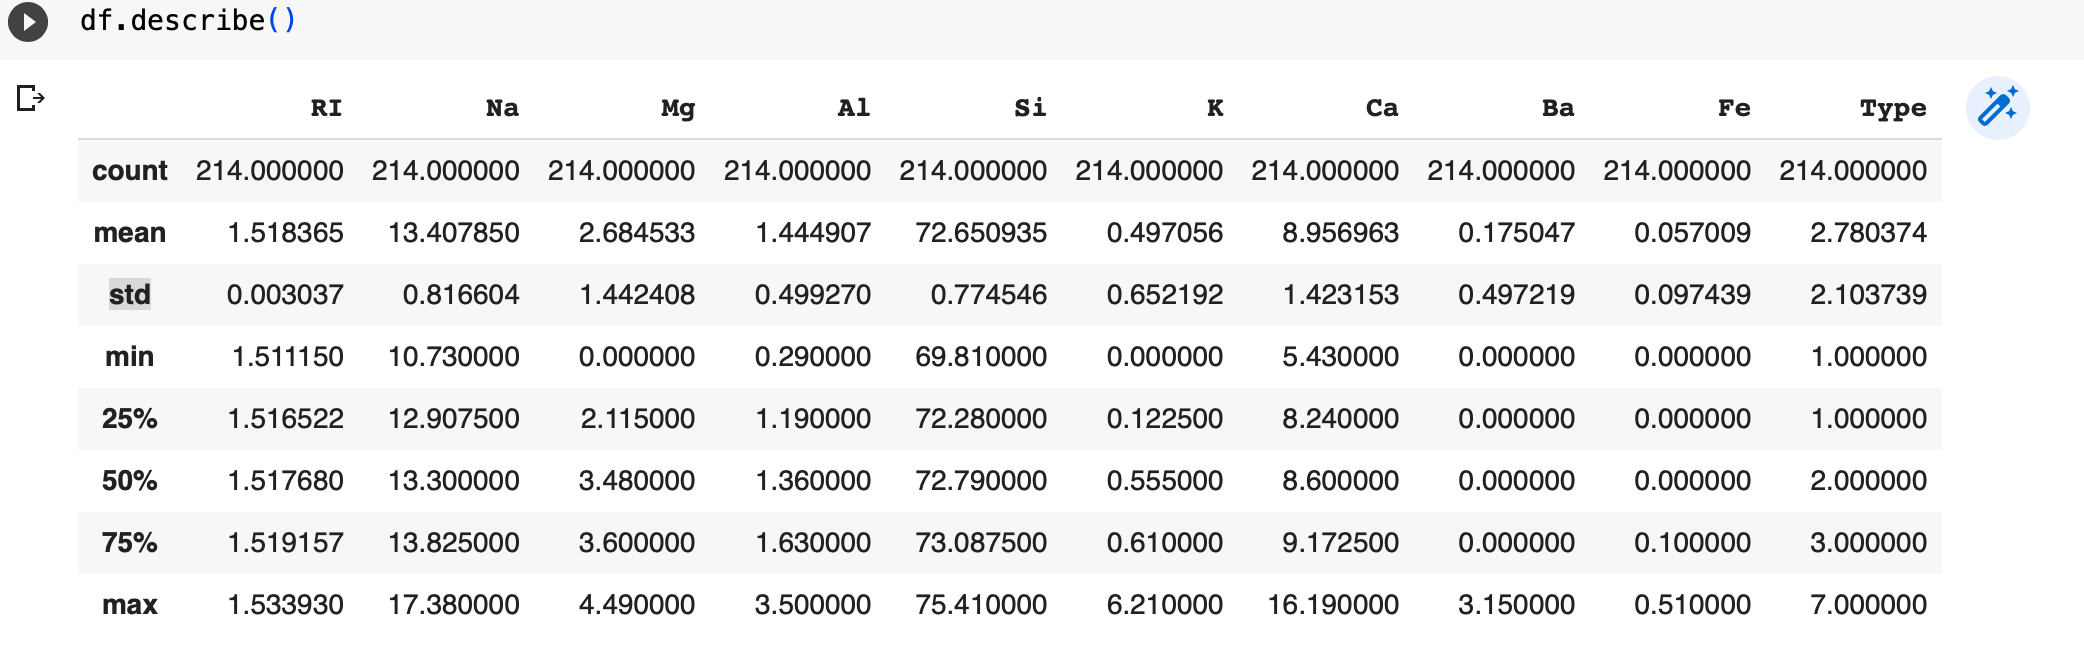 df.describe()
RI Na Mg Al Si K Ca Ba Fe Type
count 214.000000 214.000000 214.000000 214.000000 214.000000 214.000000 214.000000 214.000000 214.000000 214.000000
mean 1.518365 13.407850 2.684533 1.444907 72.650935 0.497056 8.956963 0.175047 0.057009 2.780374
std 0.003037 0.816604 1.442408 0.499270 0.774546 0.652192 1.423153 0.497219 0.097439 2.103739
min 1.511150 10.730000 0.000000 0.290000 69.810000 0.000000 5.430000 0.000000 0.000000 1.000000
25% 1.516522 12.907500 2.115000 1.190000 72.280000 0.122500 8.240000 0.000000 0.000000 1.000000
50% 1.517680 13.300000 3.480000 1.360000 72.790000 0.555000 8.600000 0.000000 0.000000 2.000000
75% 1.519157 13.825000 3.600000 1.630000 73.087500 0.610000 9.172500 0.000000 0.100000 3.000000
max 1.533930 17.380000 4.490000 3.500000 75.410000 6.210000 16.190000 3.150000 0.510000 7.000000